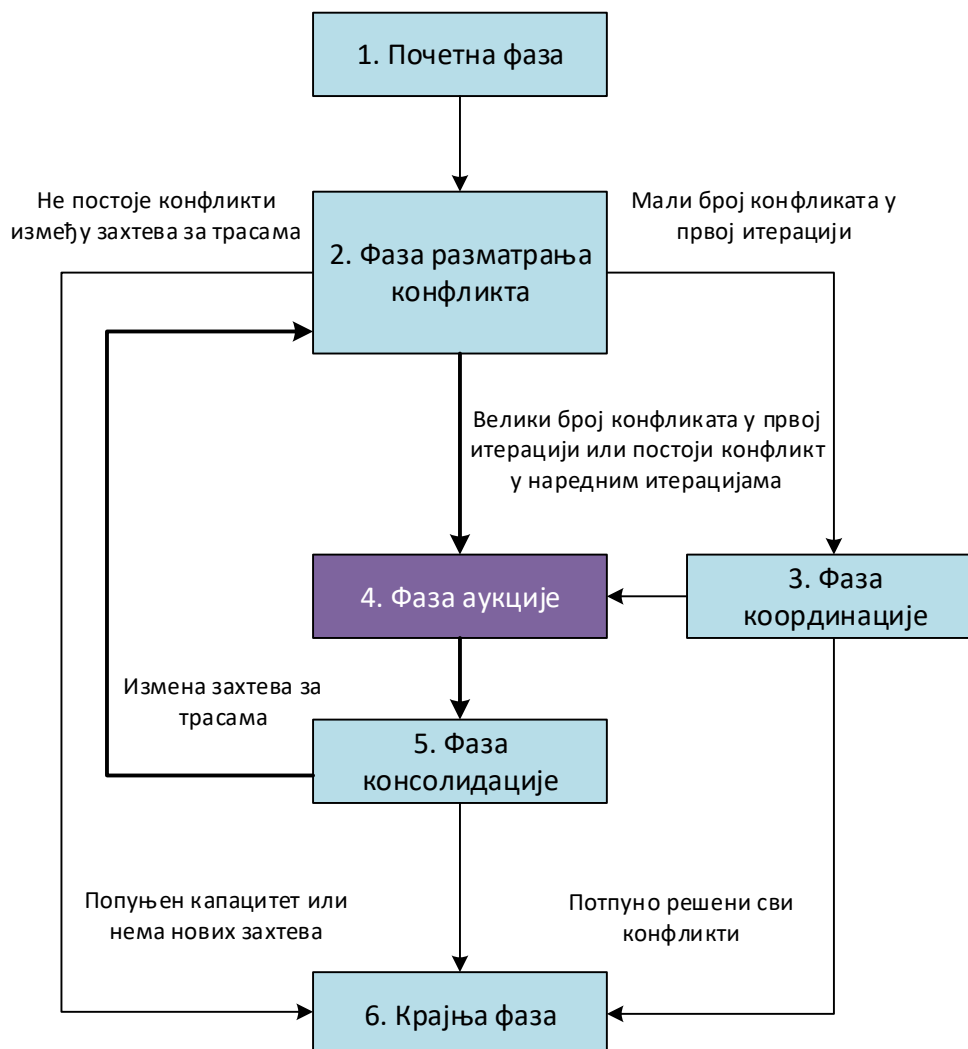 1. Почетна фаза
Не постоје конфликти
између захтева за трасама
Мали број конфликата у
првој итерацији
2. Фаза разматрања
конфликта
Велики број конфликата у првој
итерацији или постоји конфликт
у наредним итерацијама
4. Фаза аукције
3. Фаза
координације
Измена захтева за
трасама
5. Фаза
консолидације
Попуњен капацитет или
нема нових захтева
Потпуно решени сви
конфликти
6. Крајња фаза